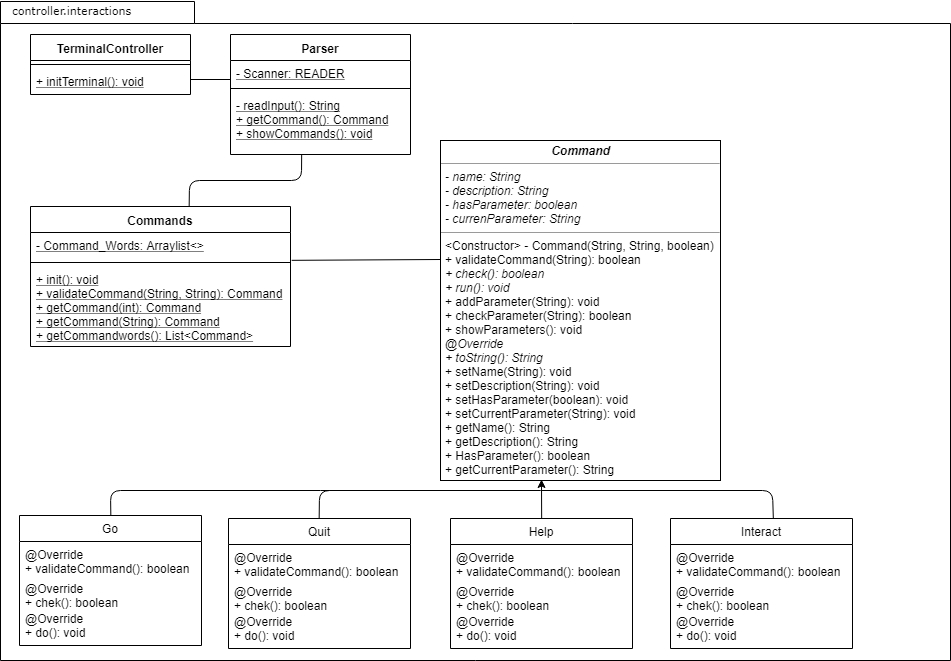 controller.interactions
TerminalController
+ initTerminal(): void
Parser
- Scanner: READER
- readInput(): String
+ getCommand(): Command
+ showCommands(): void
Commands
- Command_Words: Arraylist<>
+ init(): void
+ validateCommand(String, String): Command
+ getCommand(int): Command
+ getCommand(String): Command
+ getCommandwords(): List<Command>
Command
- name: String
- description: String
- hasParameter: boolean
- currenParameter: String
<Constructor> - Command(String, String, boolean)
+ validateCommand(String): boolean
+ check(): boolean
+ run(): void
+ addParameter(String): void
+ checkParameter(String): boolean
+ showParameters(): void
@Override
+ toString(): String
+ setName(String): void
+ setDescription(String): void
+ setHasParameter(boolean): void
+ setCurrentParameter(String): void
+ getName(): String
+ getDescription(): String
+ HasParameter(): boolean
+ getCurrentParameter(): String
Go
@Override
+ validateCommand(): boolean
@Override
+ chek(): boolean
@Override
+ do(): void
Quit
@Override
+ validateCommand(): boolean
@Override
+ chek(): boolean
@Override
+ do(): void
Help
@Override
+ validateCommand(): boolean
@Override
+ chek(): boolean
@Override
+ do(): void
Interact
@Override
+ validateCommand(): boolean
@Override
+ chek(): boolean
@Override
+ do(): void